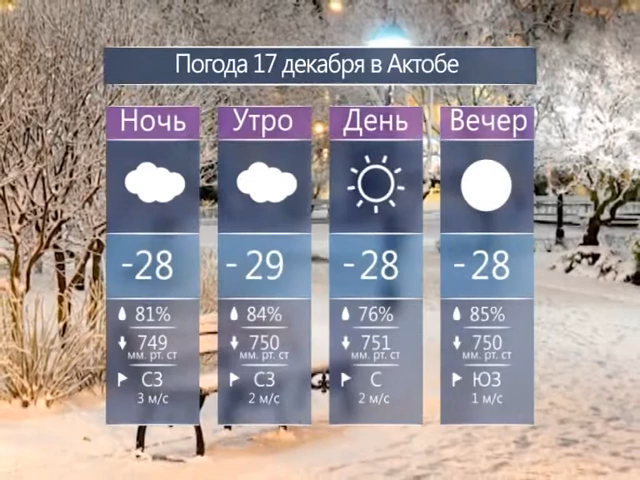 Погода 17 декабря в Актобе
Ночь Утро День Вечер
-28 - 29 -28 -28
81% 84% 76% 85%
749 750 751 750
мм. рт. ст мм. рт. ст мм. рт. ст мм. рт. ст
СЗ СЗ С ЮЗ
3 м/с 2 м/с 2 м/с 1 м/с